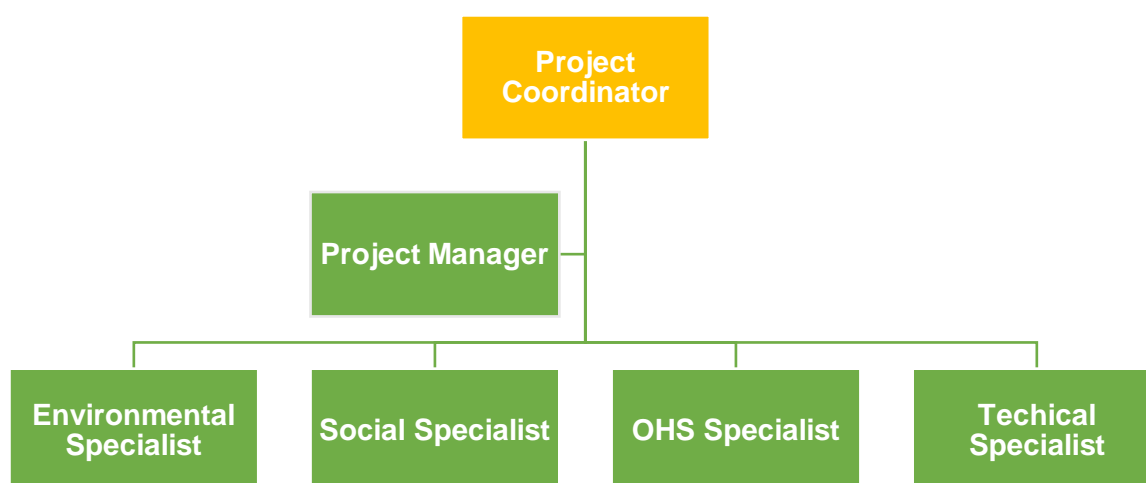 Project
Coordinator
Project Manager
Environmental
Specialist
Social Specialist
OHS Specialist
Techical
Specialist